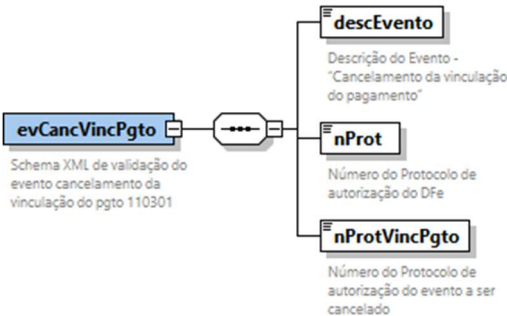 descEvento
Descrição do Evento -
"Cancelamento da vinculação
do pagamento"
evCancVincPgto
Schema XML de validação do
evento cancelamento da
vinculação do pgto 110301
nProt
Número do Protocolo de
autorização do DFe
nProtVincPgto
Número do Protocolo de
autorização do evento a ser
cancelado